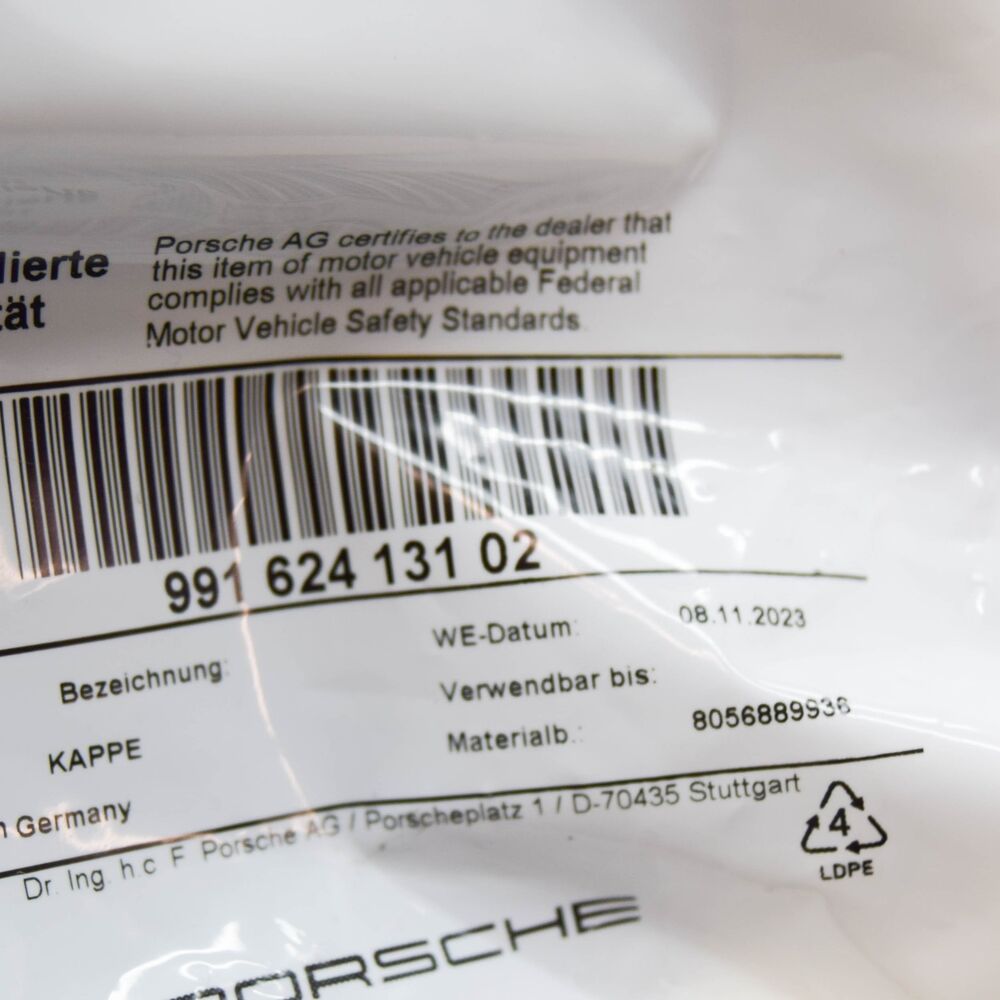 lierte
tät
Porsche AG certifies to the dealer that
this item of motor vehicle equipment
complies with all applicable Federal
Motor Vehicle Safety Standards.
991 624 131 02
Bezeichnung:
KAPPE
WE-Datum: 08.11.2023
Verwendbar bis:
Materialb.: 8056889936
n Germany
Dr. Ing. h.c F. Porsche AG / Porscheplatz 1 / D-70435 Stuttgart
4
LDPE
PORSCHE